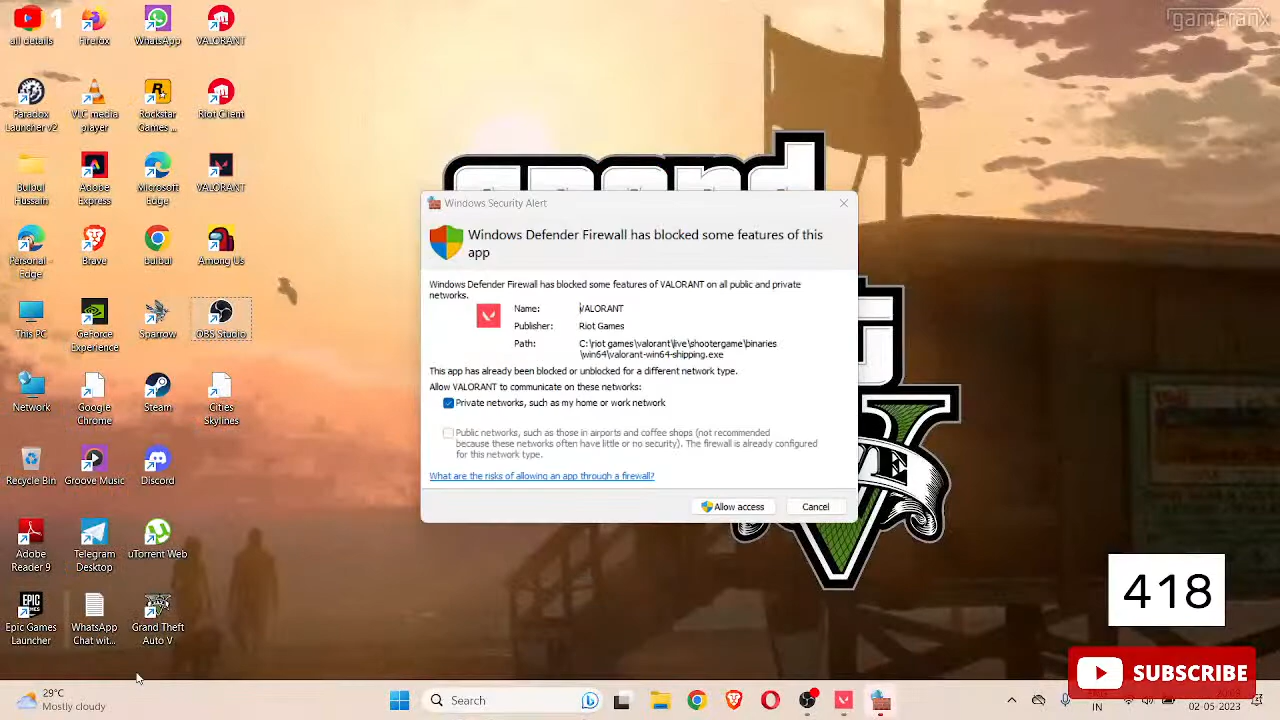 gameranx
1
all details
Firefox
WhatsApp
VALORANT
Paradox
Launcher v2
VLC media
player
Rockstar
Games ...
Riot Client
Bulbul
Hussain
Adobe
Express
Microsoft
Edge
VALORANT
Personal -
Edge
Brave
bulbul
Among Us
This PC
GeForce
Experience
Sparrow
OBS Studio
Network
Google
Chrome
Steam
Cities
Skylines
Recycle Bin
Groove Music
Discord
Adobe
Reader 9
Telegram
Desktop
uTorrent Web
EPIC
GAMES
Epic Games
Launcher
WhatsApp
Chat wit...
Grand Theft
Auto V
grand
V
Windows Security Alert
Windows Defender Firewall has blocked some features of this
app
Windows Defender Firewall has blocked some features of VALORANT on all public and private
networks.
Name: VALORANT
Publisher: Riot Games
Path: C:\riot games\valorant\live\shootergame\binaries
\win64\valorant-win64-shipping.exe
This app has already been blocked or unblocked for a different network type.
Allow VALORANT to communicate on these networks:
Private networks, such as my home or work network
Public networks, such as those in airports and coffee shops (not recommended
because these networks often have little or no security). The firewall is already configured
for this network type.
What are the risks of allowing an app through a firewall?
Allow access
Cancel
418
SUBSCRIBE
29°C
Mostly cloudy
Search
IN
02-05-2023